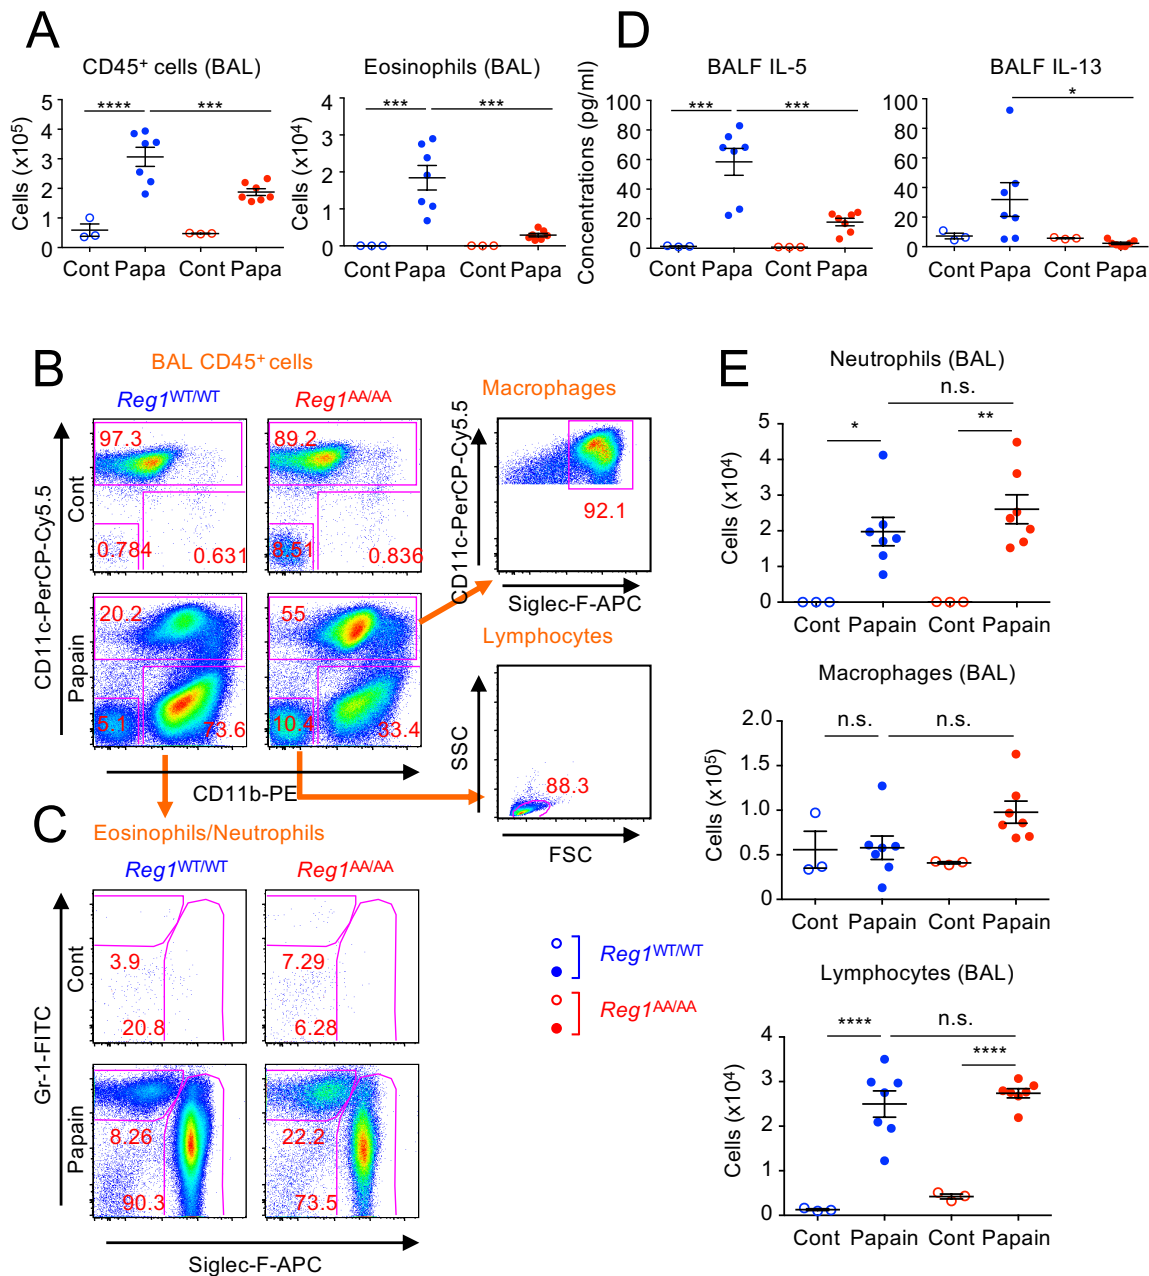 A
CD45+ cells (BAL)
Cells (x10⁵)
5
4
3
2
1
0
****
***
Cont Papa
Cont Papa
Eosinophils (BAL)
Cells (x10⁴)
4
3
2
1
0
***
***
Cont Papa
Cont Papa
D
BALF IL-5
Concentrations (pg/ml)
100
80
60
40
20
0
***
***
Cont Papa
Cont Papa
BALF IL-13
100
80
60
40
20
0
*
Cont Papa
Cont Papa
B
BAL CD45+ cells
Reg1WT/WT
Reg1AA/AA
CD11c-PerCP-Cy5.5
Cont
97.3
0.784
0.631
89.2
8.51
0.836
Papain
20.2
5.1
73.6
55
10.4
33.4
CD11b-PE
Macrophages
CD11c-PerCP-Cy5.5
92.1
Siglec-F-APC
Lymphocytes
SSC
88.3
FSC
C
Eosinophils/Neutrophils
Reg1WT/WT
Reg1AA/AA
Gr-1-FITC
Cont
3.9
20.8
7.29
6.28
Papain
8.26
90.3
22.2
73.5
Siglec-F-APC
Reg1WT/WT
Reg1AA/AA
E
Neutrophils (BAL)
n.s.
*
**
Cells (x10⁴)
5
4
3
2
1
0
Cont Papain
Cont Papain
Macrophages (BAL)
n.s.
n.s.
Cells (x10⁵)
2.0
1.5
1.0
0.5
0
Cont Papain
Cont Papain
Lymphocytes (BAL)
****
n.s.
****
Cells (x10⁴)
4
3
2
1
0
Cont Papain
Cont Papain